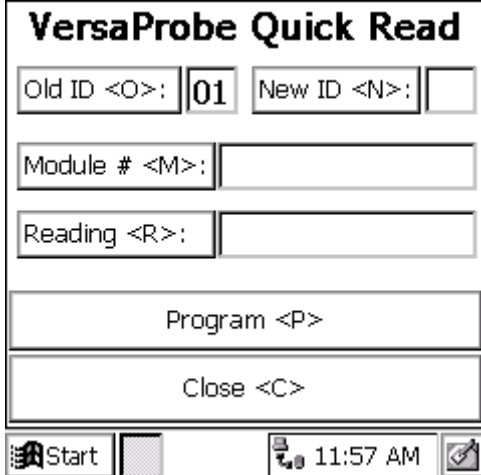 VersaProbe Quick Read
Old ID <O>: 01 New ID <N>:
Module # <M>:
Reading <R>:
Program <P>
Close <C>
Start 11:57 AM